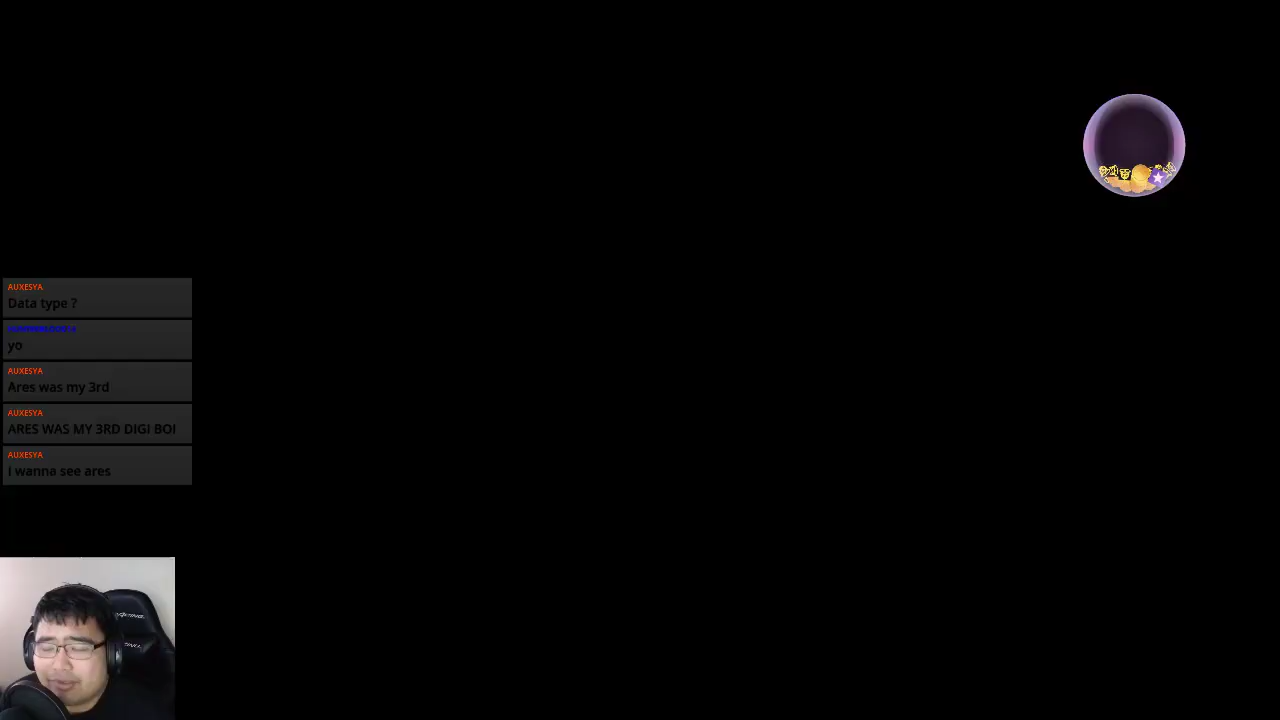 AUXESYA
Data type ?
yo
AUXESYA
Ares was my 3rd
AUXESYA
ARES WAS MY 3RD DIGI BOI
AUXESYA
i wanna see ares